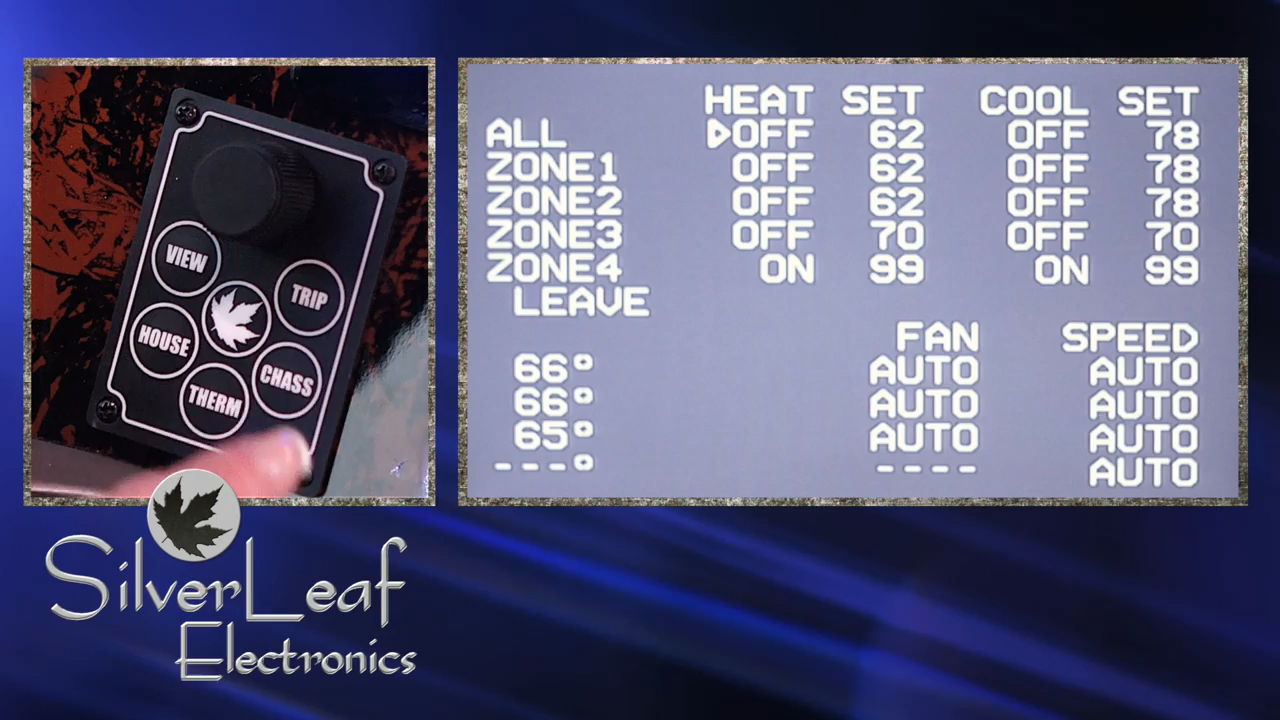 VIEW
TRIP
HOUSE
CHASS
THERM
HEAT SET COOL SET
ALL ▷OFF 62 OFF 78
ZONE1 OFF 62 OFF 78
ZONE2 OFF 62 OFF 78
ZONE3 OFF 70 OFF 70
ZONE4 ON 99 ON 99
LEAVE
FAN SPEED
66° AUTO AUTO
66° AUTO AUTO
65° AUTO AUTO
---° ---- AUTO
SilverLeaf
Electronics